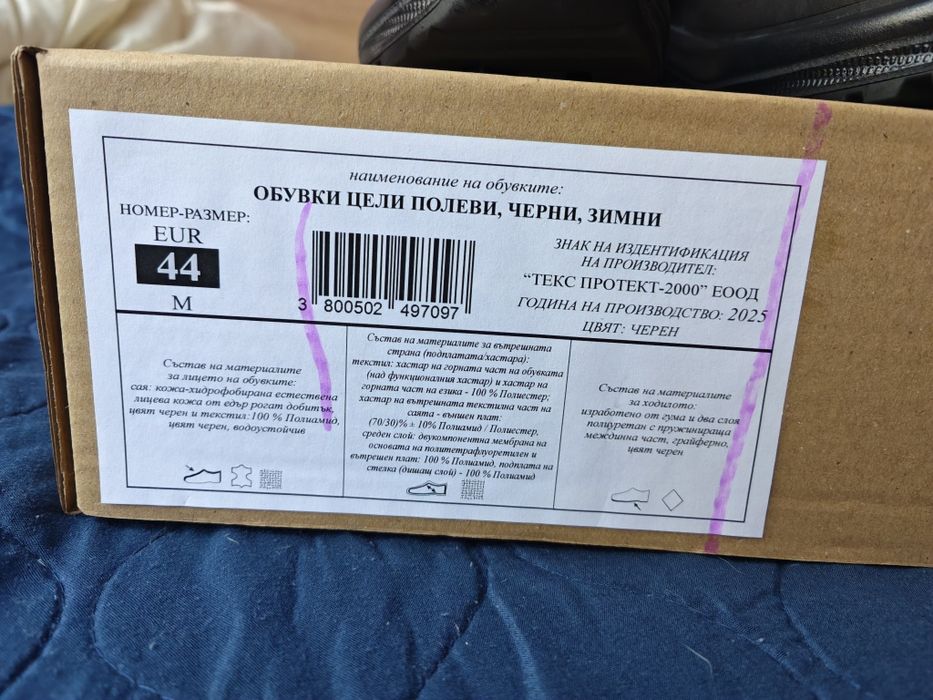 наименование на обувките:
ОБУВКИ ЦЕЛИ ПОЛЕВИ, ЧЕРНИ, ЗИМНИ
НОМЕР-РАЗМЕР:
EUR
44
M
3 800502 497097
ЗНАК НА ИЗДЕНТИФИКАЦИЯ
НА ПРОИЗВОДИТЕЛ:
“ТЕКС ПРОТЕКТ-2000” ЕООД
ГОДИНА НА ПРОИЗВОДСТВО: 2025
ЦВЯТ: ЧЕРЕН
Състав на материалите
за лицето на обувките:
сая: кожа-хидрофобирана естествена
лицева кожа от едър рогат добитък,
цвят черен и текстил: 100 % Полиамид,
цвят черен, водоустойчив
Състав на материалите за вътрешната
страна (подплатата/хастара):
текстил: хастар на горната част на обувката
(над функционалния хастар) и хастар на
горната част на езика - 100 % Полиестер;
хастар на вътрешната текстилна част на
саята - външен плат:
(70/30)% ± 10% Полиамид / Полиестер,
среден слой: двукомпонентна мембрана на
основата на политетрафлуоретилен и
вътрешен плат: 100 % Полиамид, подплата на
стелка (дишащ слой) - 100 % Полиамид
Състав на материалите
за ходилото:
изработено от гума и два слоя
полиуретан с пружинираща
междинна част, грайферно,
цвят черен